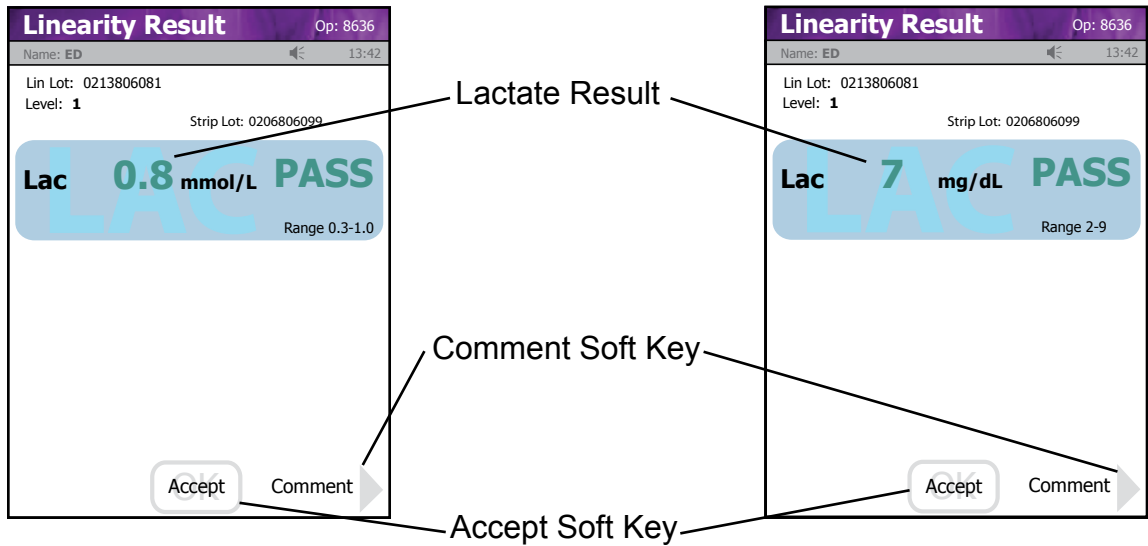 Linearity Result Op: 8636
Name: ED 13:42
Lin Lot: 0213806081
Level: 1
Strip Lot: 0206806099
LAC
Lac 0.8 mmol/L PASS
Range 0.3-1.0
OK
Accept Comment
Lactate Result
Comment Soft Key
Accept Soft Key
Linearity Result Op: 8636
Name: ED 13:42
Lin Lot: 0213806081
Level: 1
Strip Lot: 0206806099
LAC
Lac 7 mg/dL PASS
Range 2-9
OK
Accept Comment